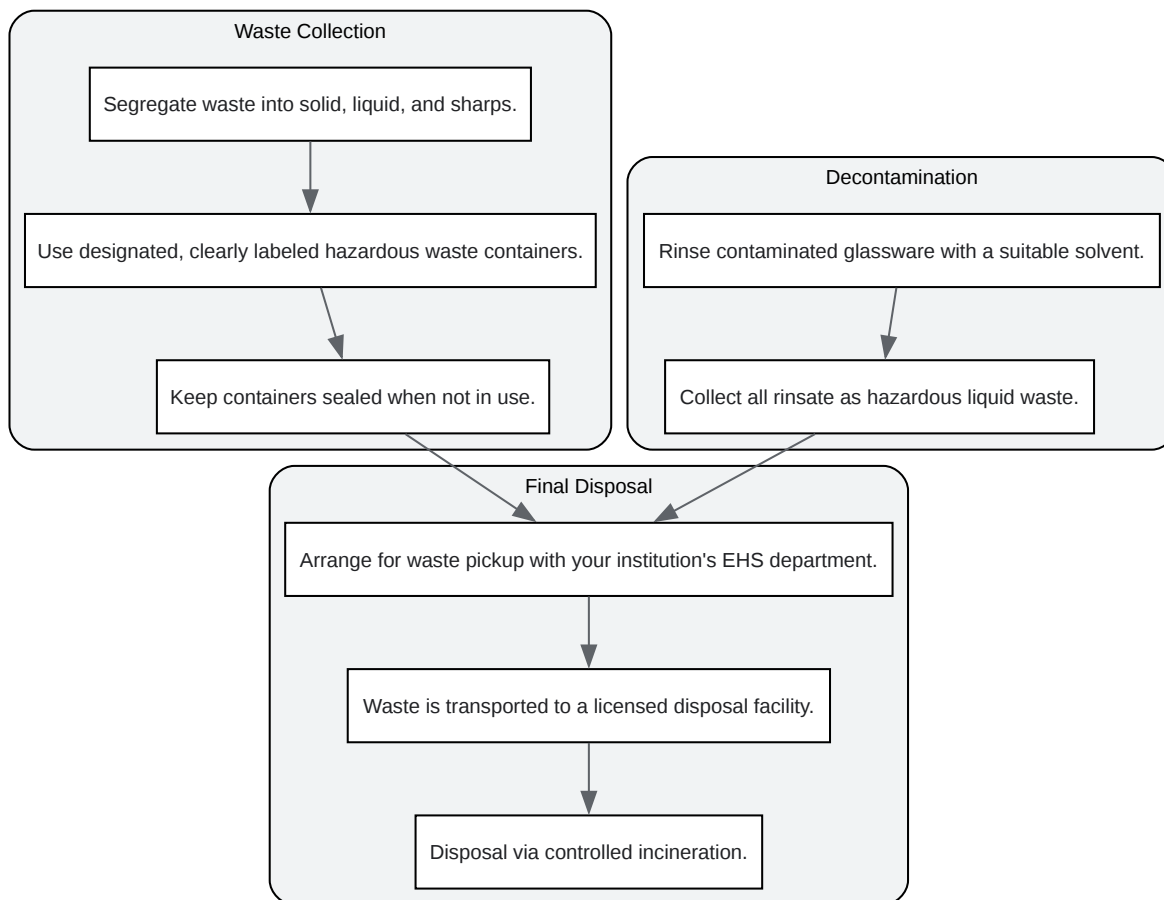 Waste Collection
Segregate waste into solid, liquid, and sharps.
Use designated, clearly labeled hazardous waste containers.
Keep containers sealed when not in use.
Decontamination
Rinse contaminated glassware with a suitable solvent.
Collect all rinsate as hazardous liquid waste.
Final Disposal
Arrange for waste pickup with your institution's EHS department.
Waste is transported to a licensed disposal facility.
Disposal via controlled incineration.